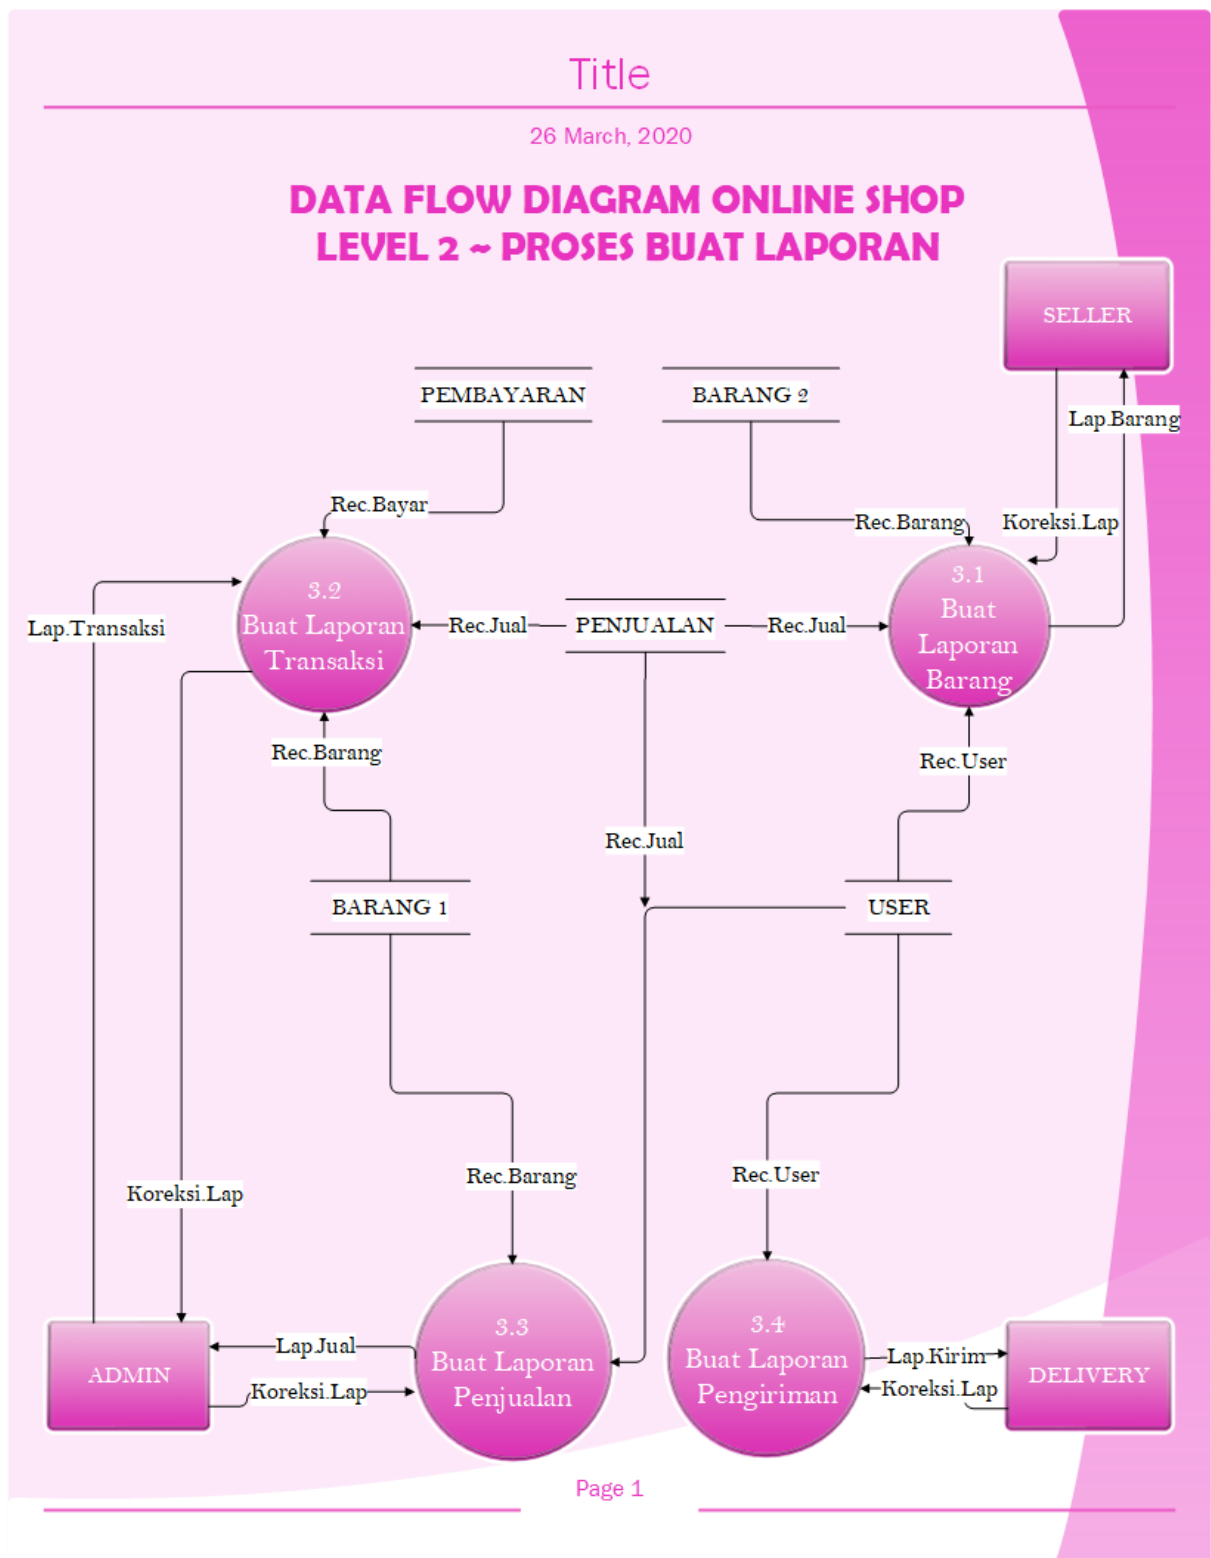 Title
26 March, 2020
DATA FLOW DIAGRAM ONLINE SHOP
LEVEL 2 ~ PROSES BUAT LAPORAN
SELLER
PEMBAYARAN
BARANG 2
Lap.Barang
Rec.Bayar
Rec.Barang
Koreksi.Lap
3.2
Buat Laporan
Transaksi
3.1
Buat
Laporan
Barang
Lap.Transaksi
Rec.Jual
PENJUALAN
Rec.Jual
Rec.Barang
Rec.User
Rec.Jual
BARANG 1
USER
Rec.Barang
Rec.User
Koreksi.Lap
3.3
Buat Laporan
Penjualan
3.4
Buat Laporan
Pengiriman
ADMIN
Lap.Jual
Koreksi.Lap
Lap.Kirim
Koreksi.Lap
DELIVERY
Page 1